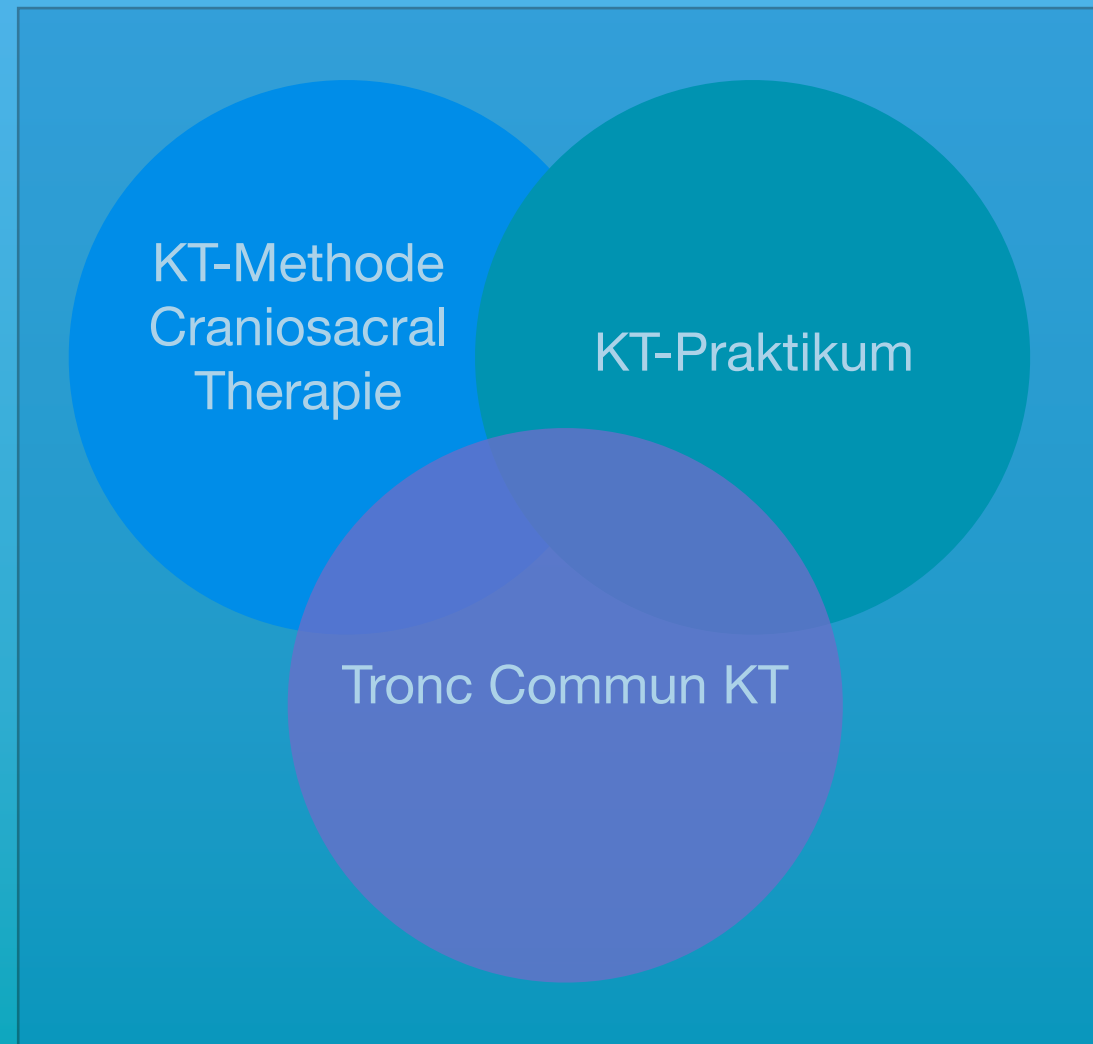 KT-Methode
Craniosacral
Therapie
KT-Praktikum
Tronc Commun KT